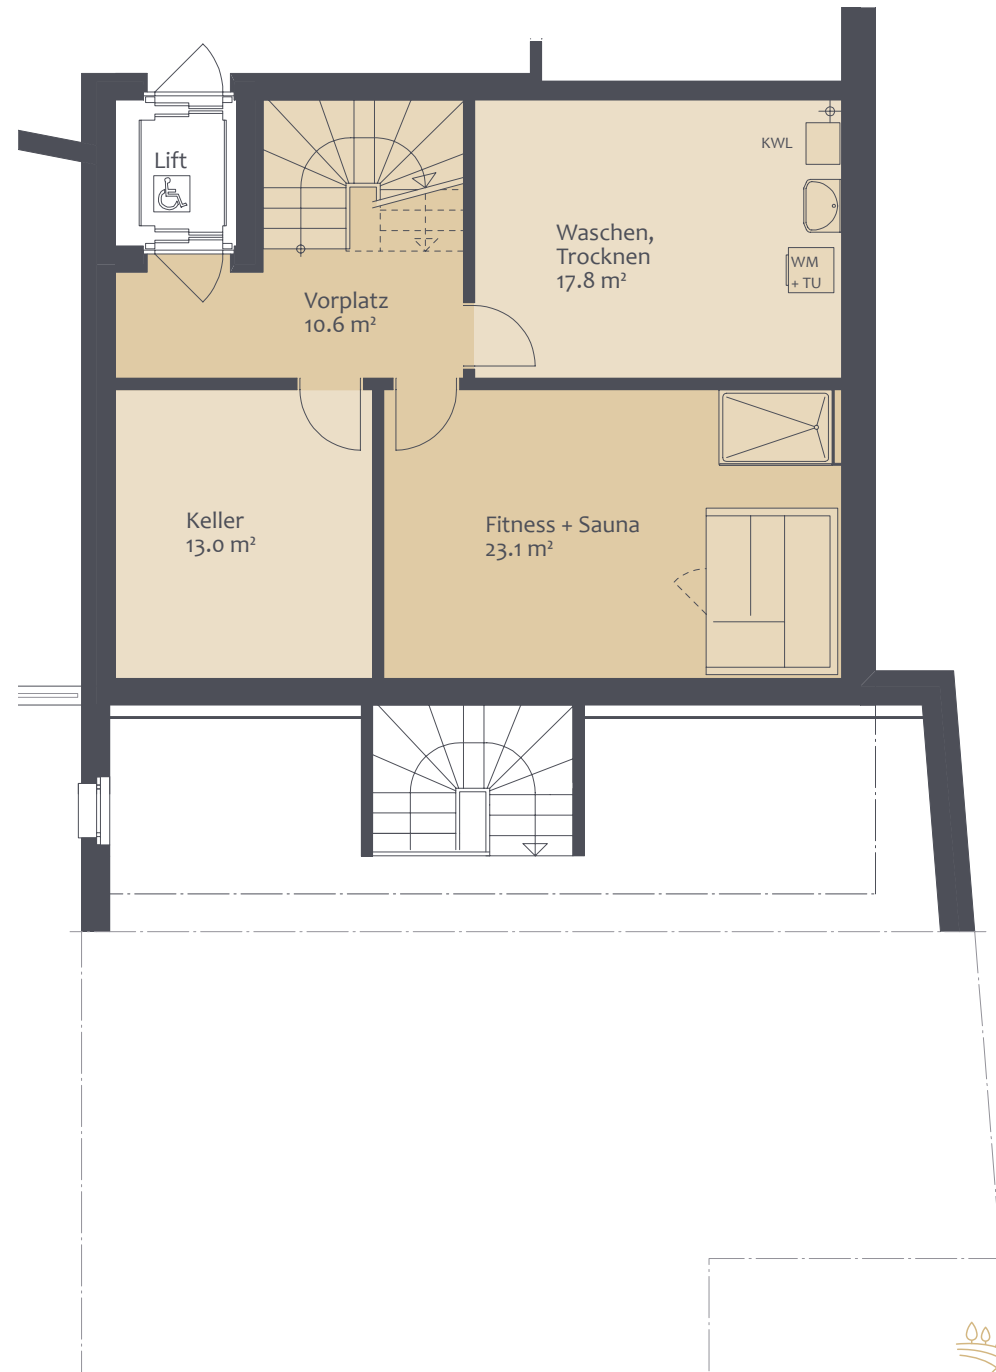 Lift
KWL
Waschen,
Trocknen
17.8 m²
WM
+ TU
Vorplatz
10.6 m²
Keller
13.0 m²
Fitness + Sauna
23.1 m²